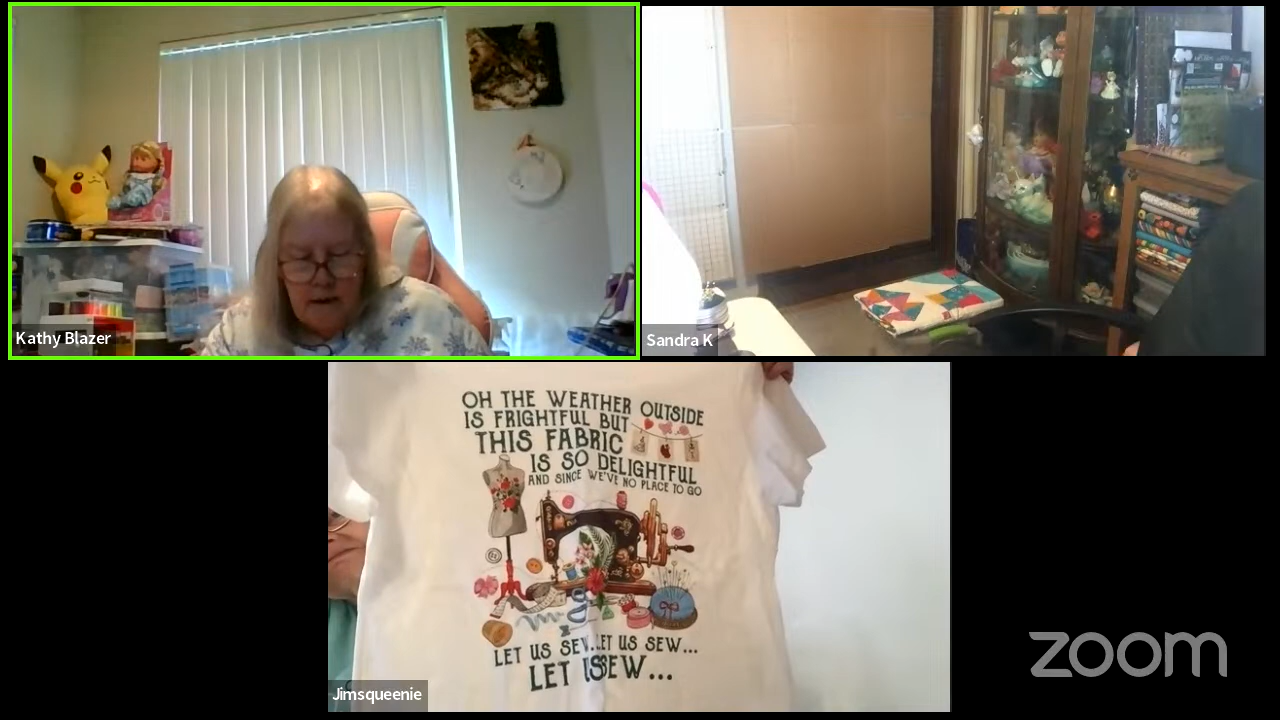 Kathy Blazer
Sandra K
OH THE WEATHER OUTSIDE
IS FRIGHTFUL BUT
THIS FABRIC
IS SO DELIGHTFUL
AND SINCE WE'VE NO PLACE TO GO
LET US SEW...LET US SEW...
LET US SEW...
Jimsqueenie
zoom